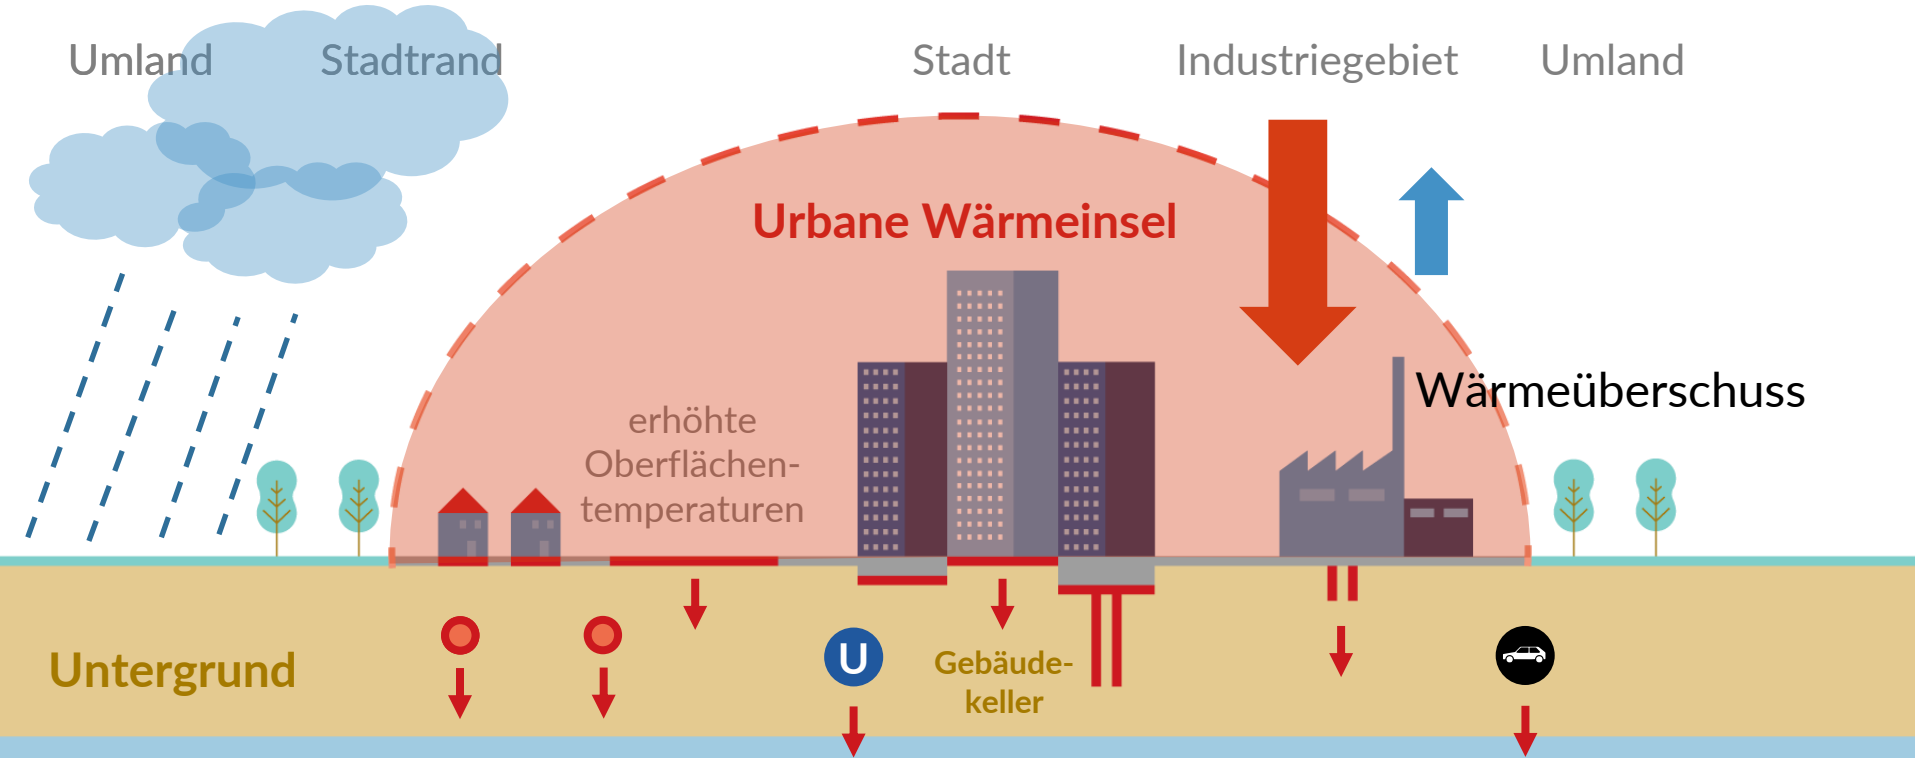 Umland
Stadtrand
Stadt
Industriegebiet
Umland
Urbane Wärmeinsel
Wärmeüberschuss
erhöhte
Oberflächen-
temperaturen
Untergrund
U
Gebäude-
keller